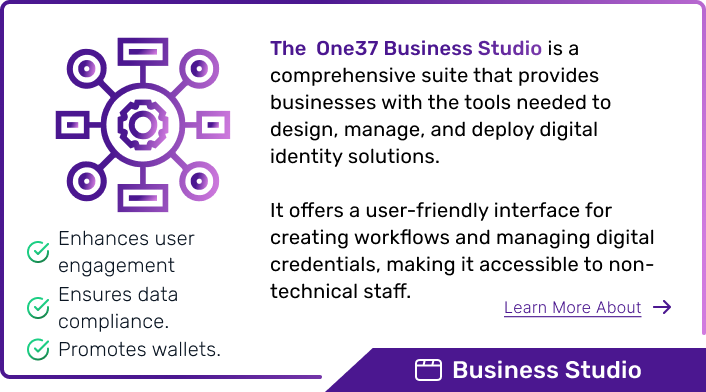 The One37 Business Studio is a
comprehensive suite that provides
businesses with the tools needed to
design, manage, and deploy digital
identity solutions.
It offers a user-friendly interface for
creating workflows and managing digital
credentials, making it accessible to non-
technical staff.
Learn More About
Enhances user
engagement
Ensures data
compliance.
Promotes wallets.
Business Studio